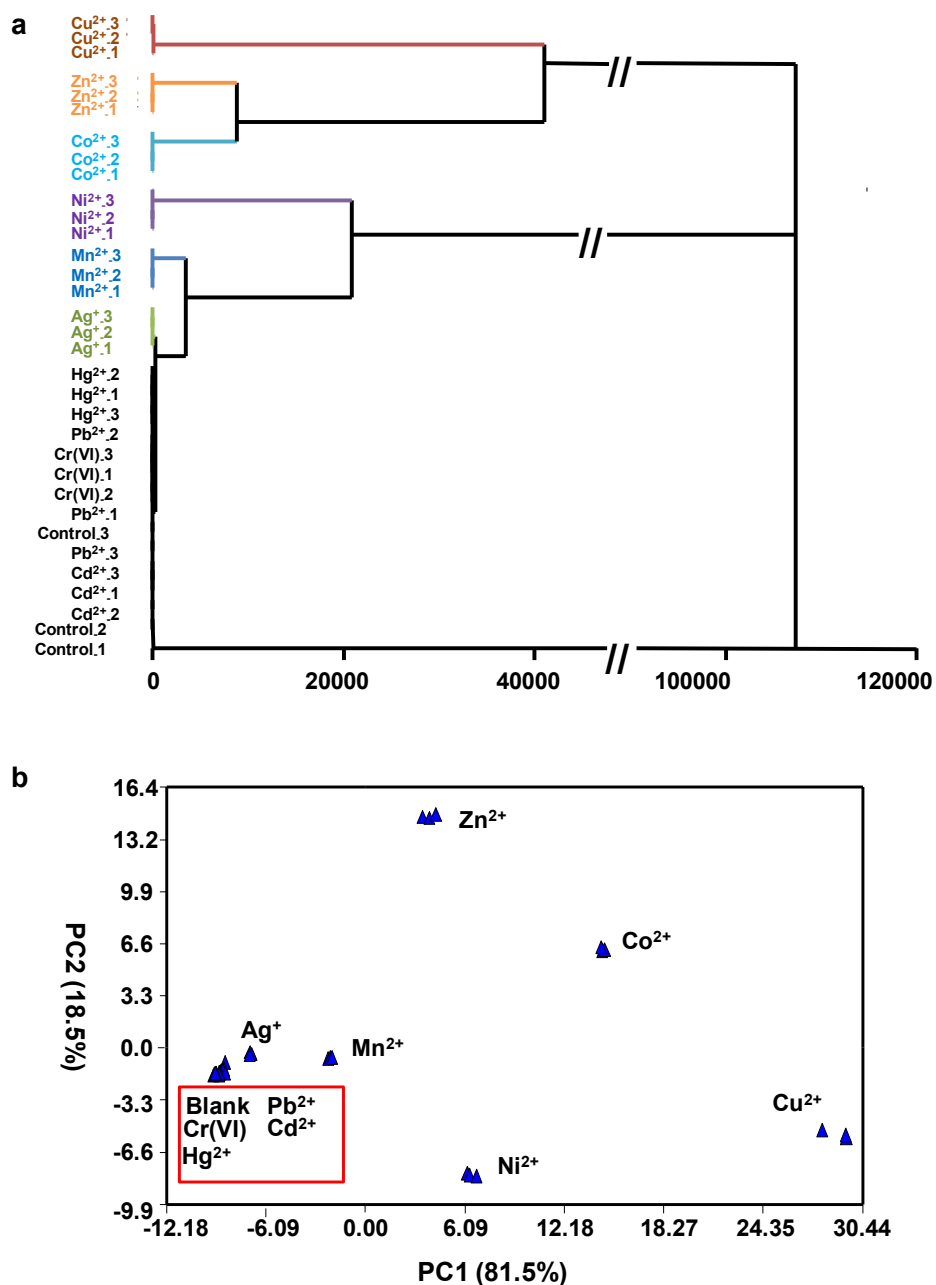 a
Cu²⁺.3
Cu²⁺.2
Cu²⁺.1
Zn²⁺.3
Zn²⁺.2
Zn²⁺.1
Co²⁺.3
Co²⁺.2
Co²⁺.1
Ni²⁺.3
Ni²⁺.2
Ni²⁺.1
Mn²⁺.3
Mn²⁺.2
Mn²⁺.1
Ag⁺.3
Ag⁺.2
Ag⁺.1
Hg²⁺.2
Hg²⁺.1
Hg²⁺.3
Pb²⁺.2
Cr(VI).3
Cr(VI).1
Cr(VI).2
Pb²⁺.1
Control.3
Pb²⁺.3
Cd²⁺.3
Cd²⁺.1
Cd²⁺.2
Control.2
Control.1
0 20000 40000 100000 120000
b
16.4
13.2
9.9
6.6
3.3
0.0
-3.3
-6.6
-9.9
PC2 (18.5%)
Zn²⁺
Co²⁺
Ag⁺
Mn²⁺
Blank Pb²⁺
Cr(VI) Cd²⁺
Hg²⁺
Cu²⁺
Ni²⁺
-12.18 -6.09 0.00 6.09 12.18 18.27 24.35 30.44
PC1 (81.5%)